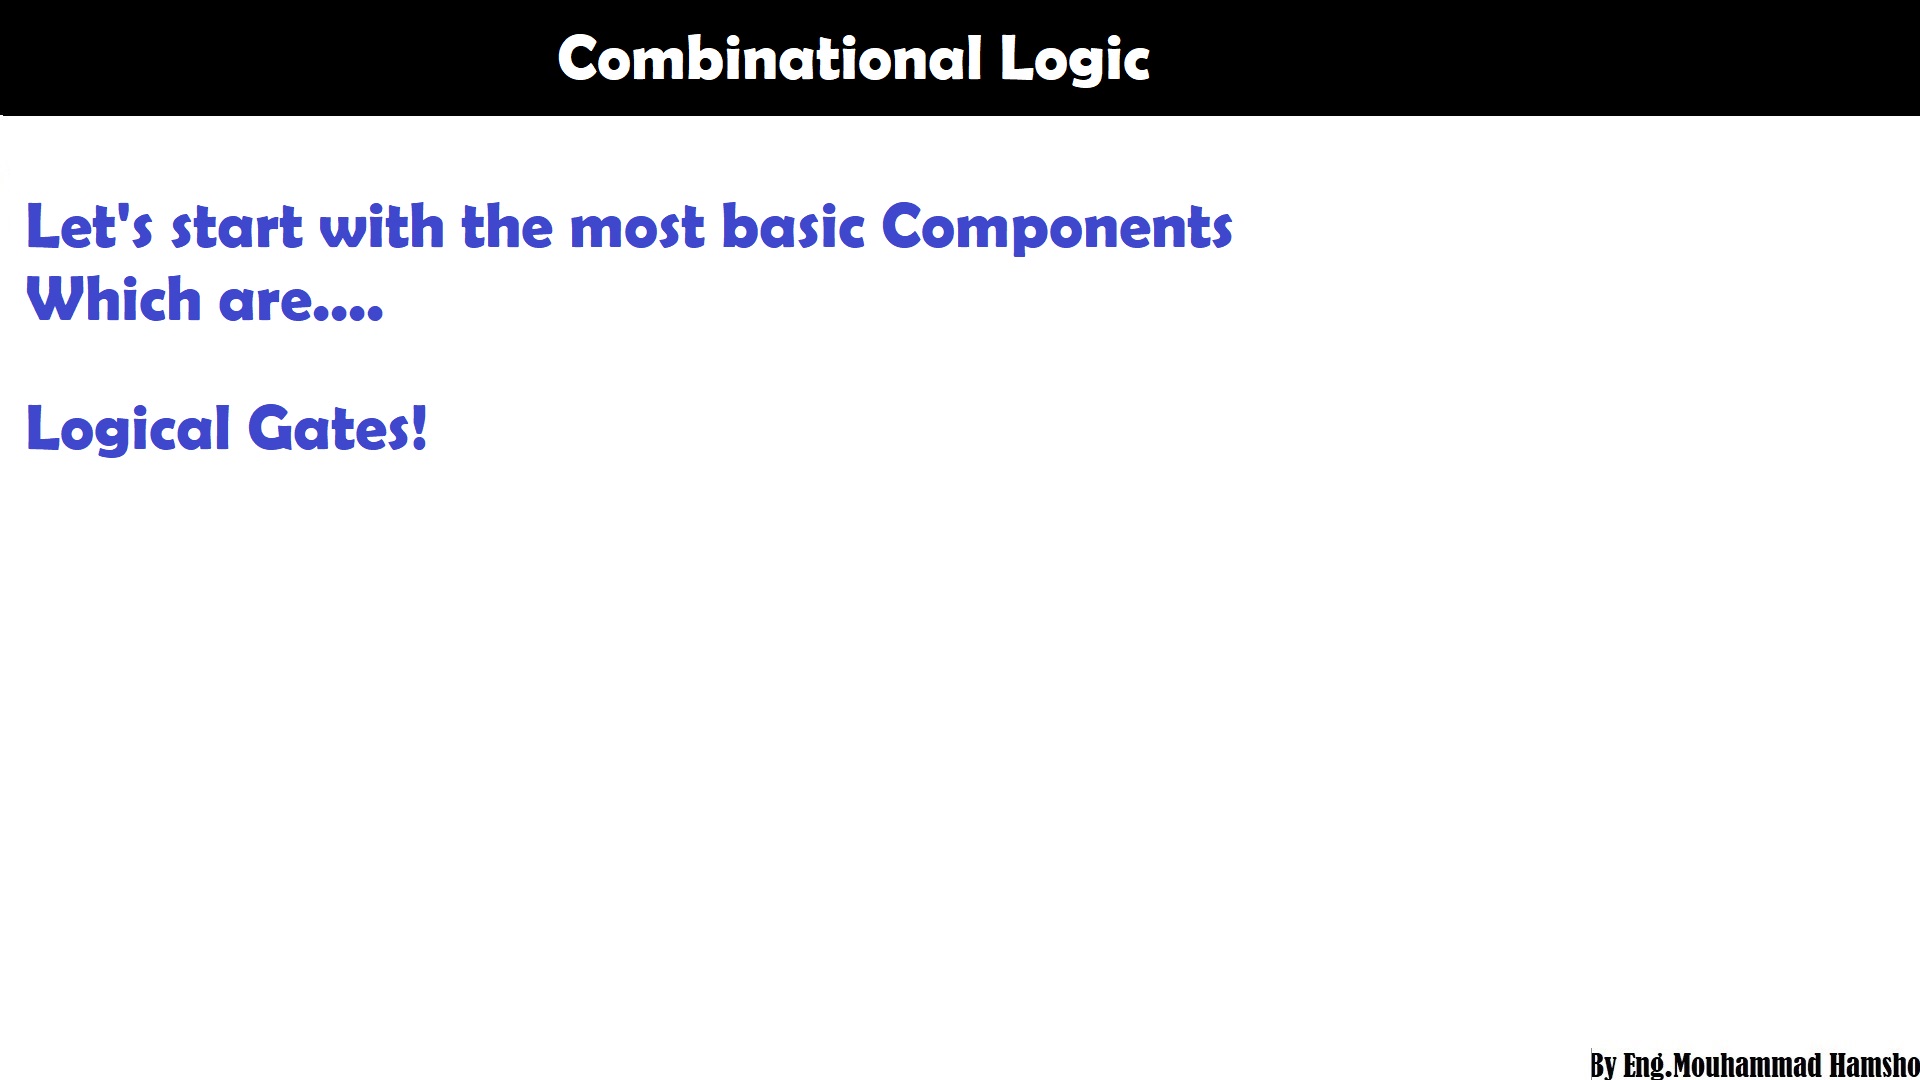 Combinational Logic
Let's start with the most basic Components
Which are....
Logical Gates!
By Eng.Mouhammad Hamsho